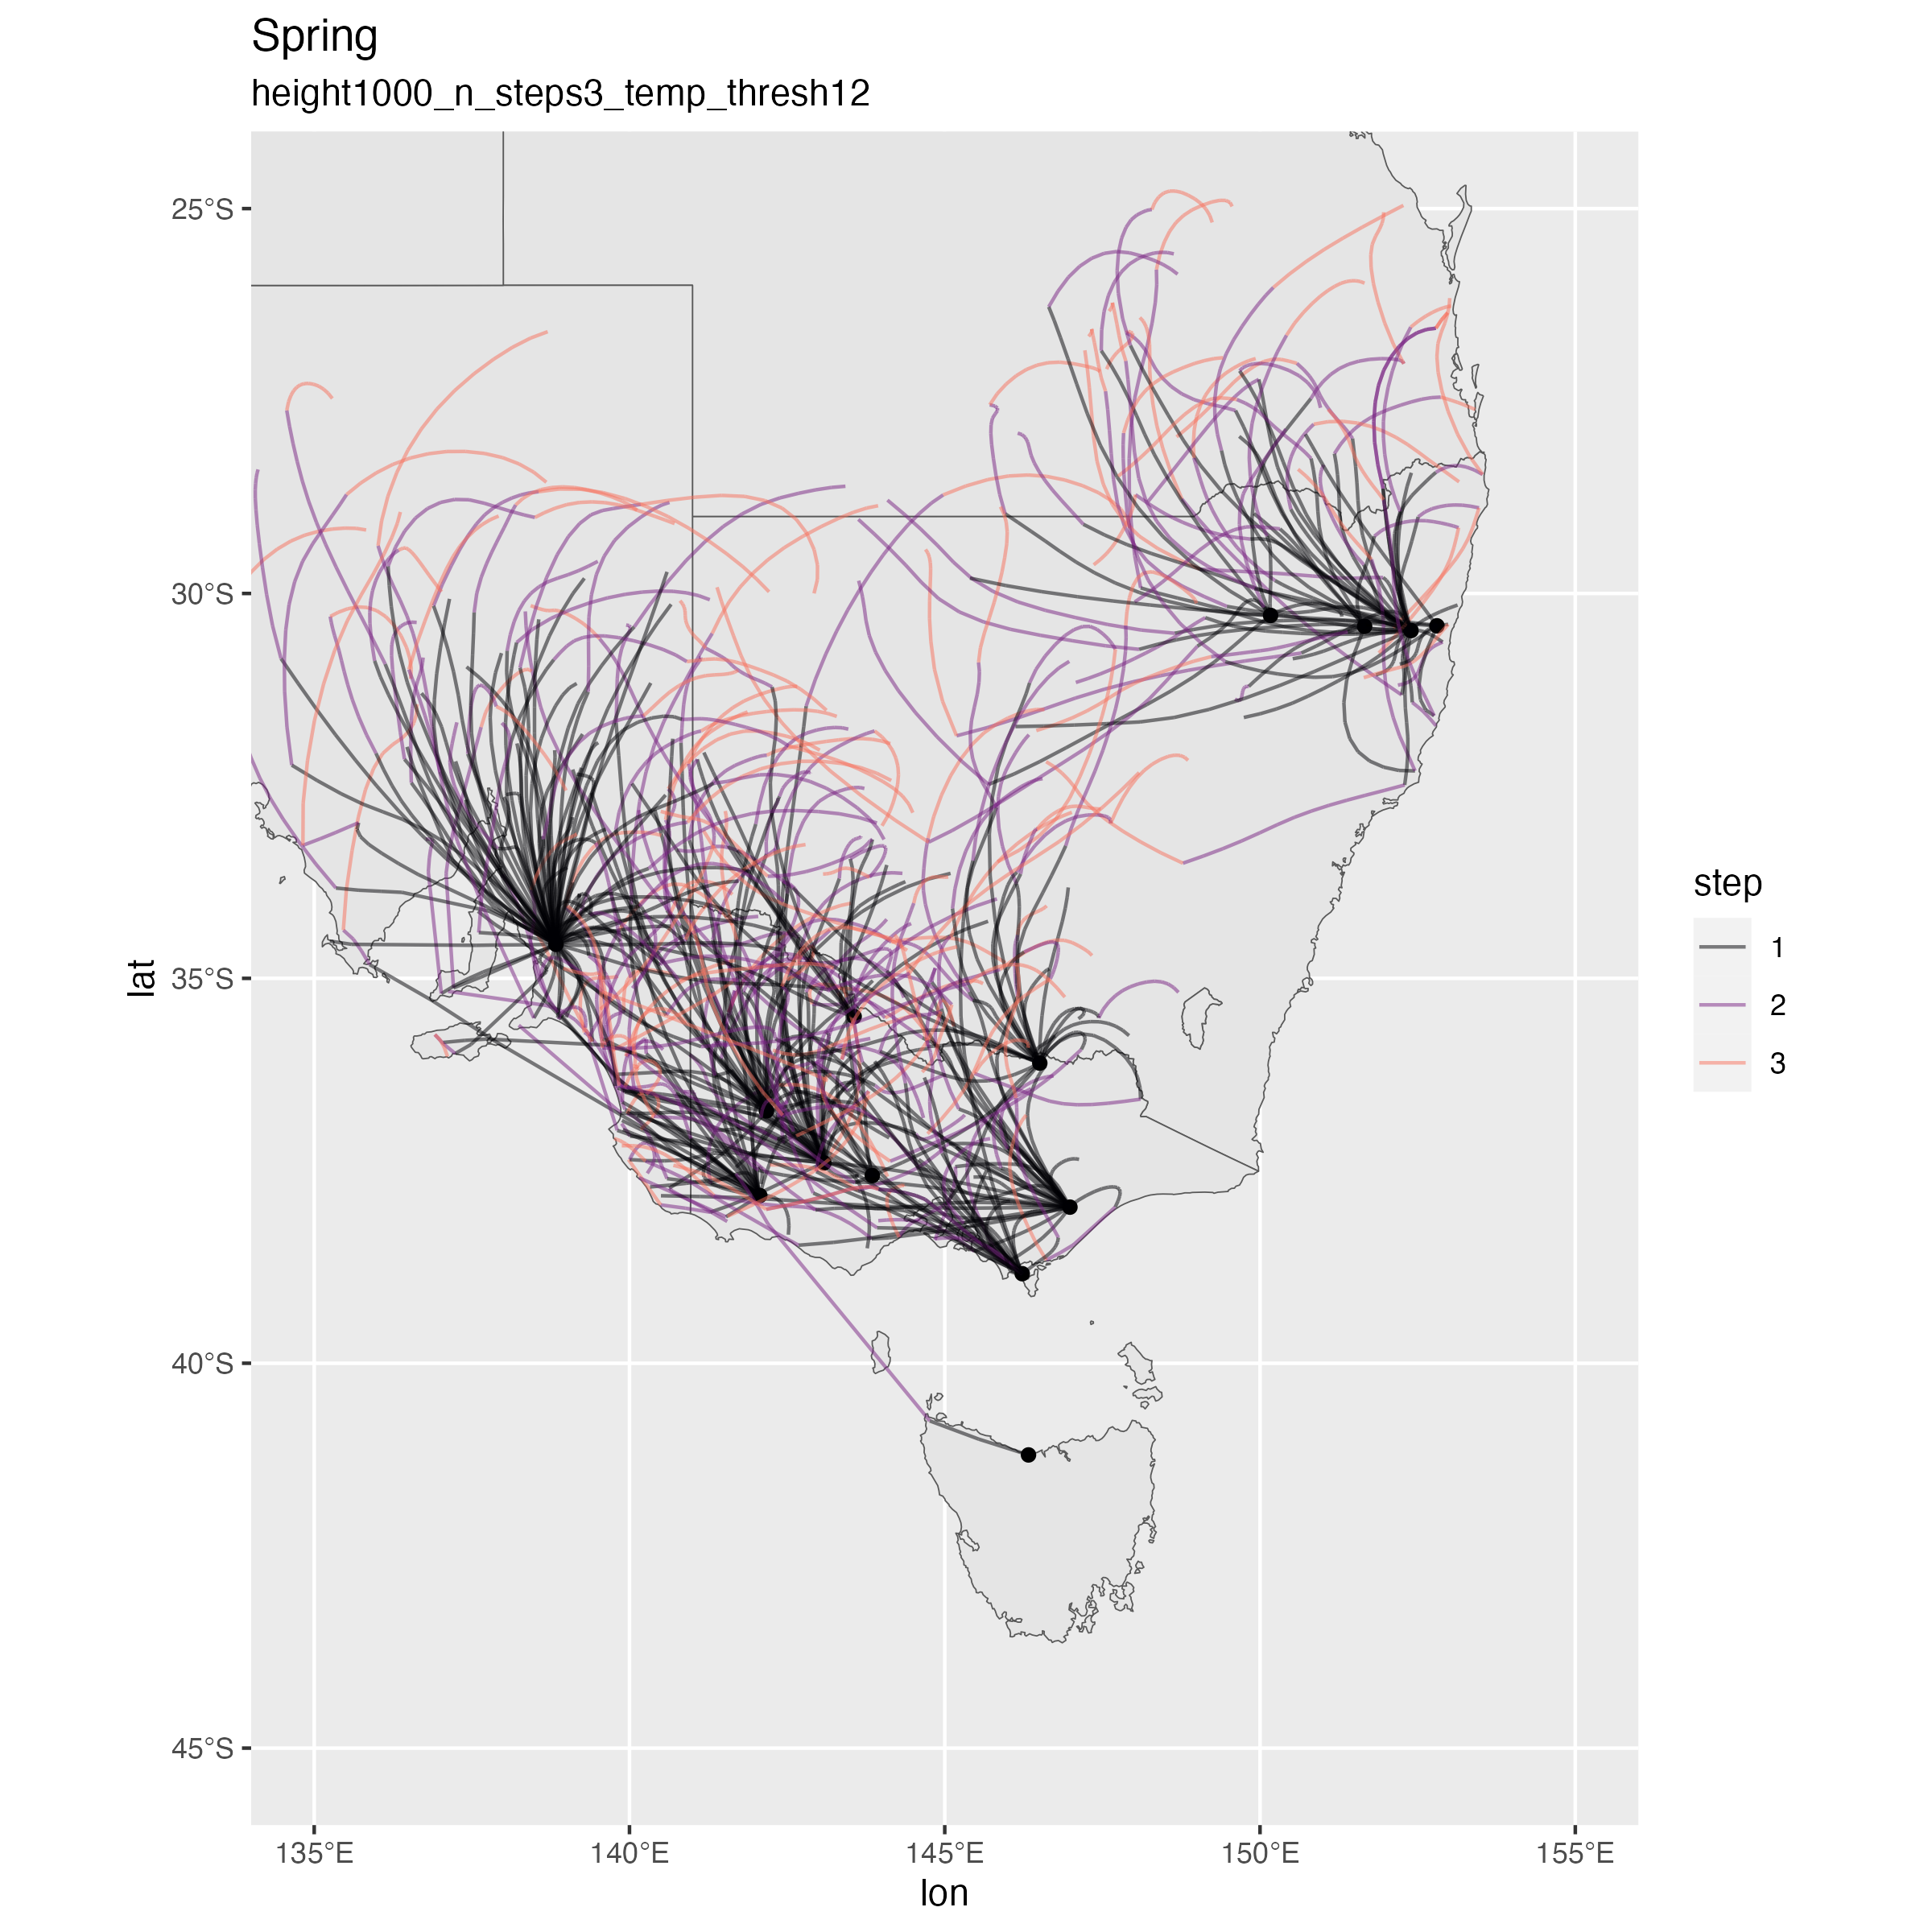 Spring
height1000_n_steps3_temp_thresh12
25°S
30°S
35°S
40°S
45°S
lat
135°E 140°E 145°E 150°E 155°E
lon
step
1
2
3